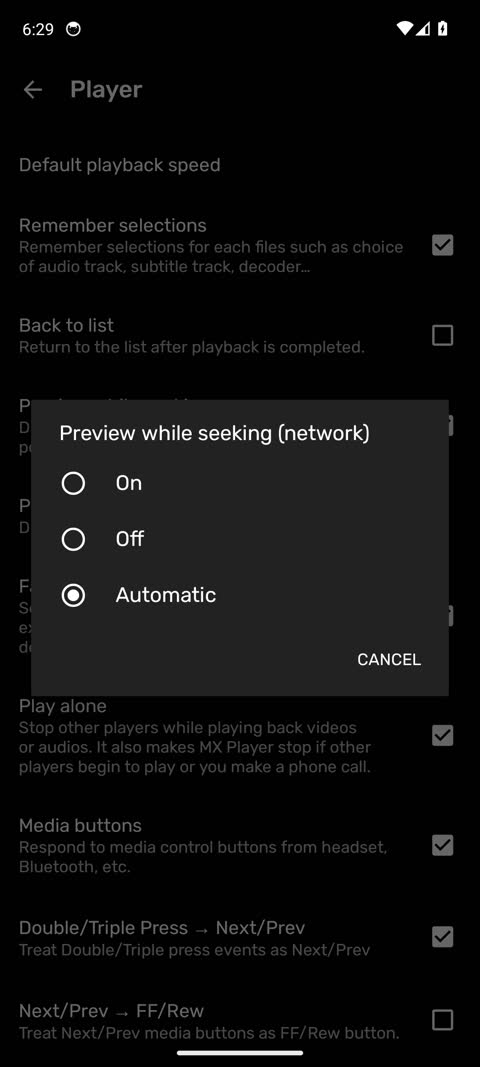 6:29
Player
Default playback speed
Remember selections
Remember selections for each files such as choice
of audio track, subtitle track, decoder…
Back to list
Return to the list after playback is completed.
Preview while seeking (network)
On
Off
Automatic
CANCEL
Play alone
Stop other players while playing back videos
or audios. It also makes MX Player stop if other
players begin to play or you make a phone call.
Media buttons
Respond to media control buttons from headset,
Bluetooth, etc.
Double/Triple Press → Next/Prev
Treat Double/Triple press events as Next/Prev
Next/Prev → FF/Rew
Treat Next/Prev media buttons as FF/Rew button.